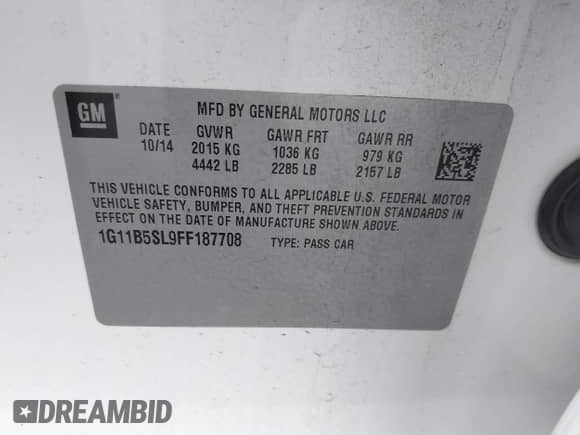 GM ®
MFD BY GENERAL MOTORS LLC
DATE GVWR GAWR FRT GAWR RR
10/14 2015 KG 1036 KG 979 KG
4442 LB 2285 LB 2157 LB
THIS VEHICLE CONFORMS TO ALL APPLICABLE U.S. FEDERAL MOTOR
VEHICLE SAFETY, BUMPER, AND THEFT PREVENTION STANDARDS IN
EFFECT ON THE DATE OF MANUFACTURE SHOWN ABOVE.
1G11B5SL9FF187708 TYPE: PASS CAR
DREAMBID